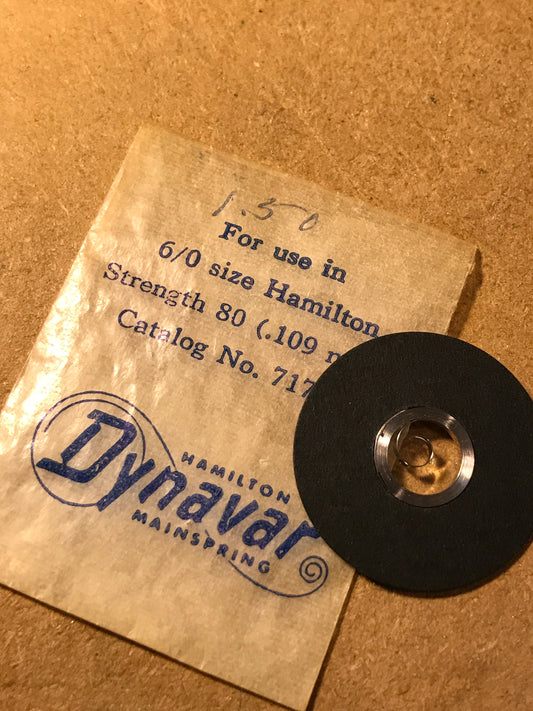 1.50
For use in
6/0 size Hamilton
Strength 80 (.109
Catalog No. 717
HAMILTON
Dynavar
MAINSPRING